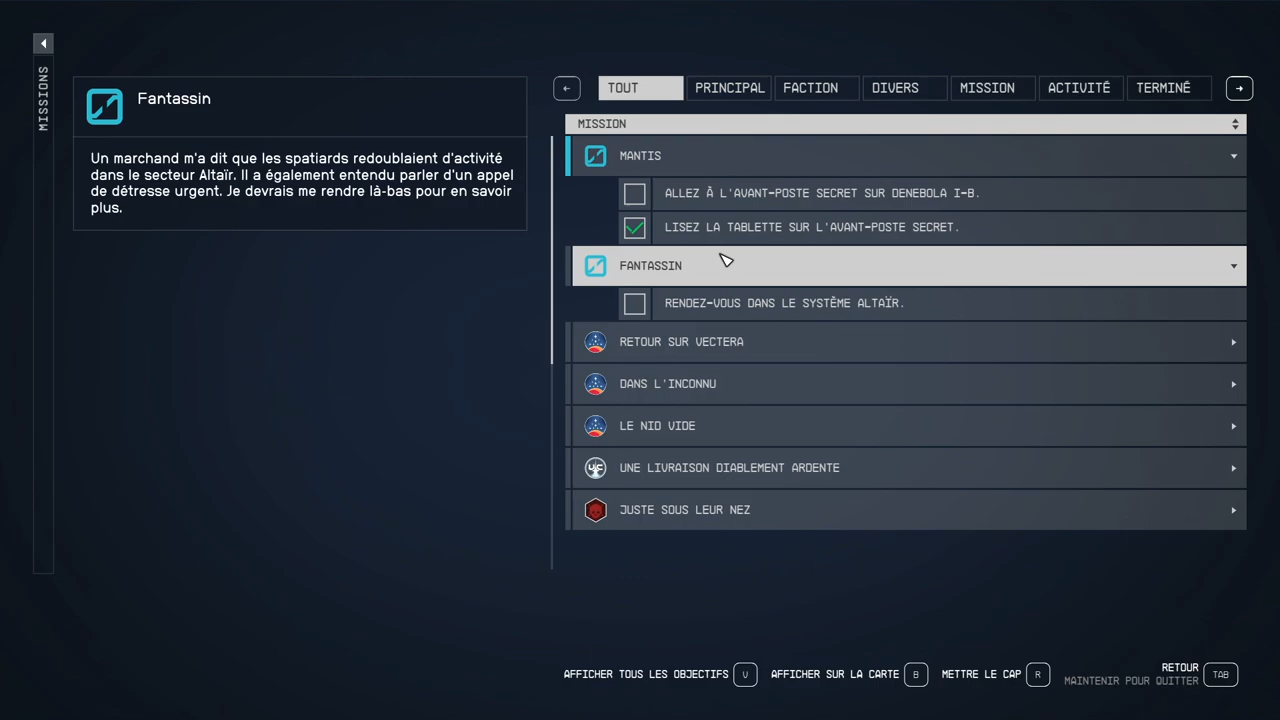 MISSIONS
Fantassin
Un marchand m'a dit que les spatiards redoublaient d'activité
dans le secteur Altaïr. Il a également entendu parler d'un appel
de détresse urgent. Je devrais me rendre là-bas pour en savoir
plus.
TOUT
PRINCIPAL
FACTION
DIVERS
MISSION
ACTIVITÉ
TERMINÉ
MISSION
MANTIS
ALLEZ À L'AVANT-POSTE SECRET SUR DENEBOLA I-B.
LISEZ LA TABLETTE SUR L'AVANT-POSTE SECRET.
FANTASSIN
RENDEZ-VOUS DANS LE SYSTÈME ALTAÏR.
RETOUR SUR VECTERA
DANS L'INCONNU
LE NID VIDE
UC
UNE LIVRAISON DIABLEMENT ARDENTE
JUSTE SOUS LEUR NEZ
AFFICHER TOUS LES OBJECTIFS V
AFFICHER SUR LA CARTE B
METTRE LE CAP R
RETOUR
MAINTENIR POUR QUITTER
TAB